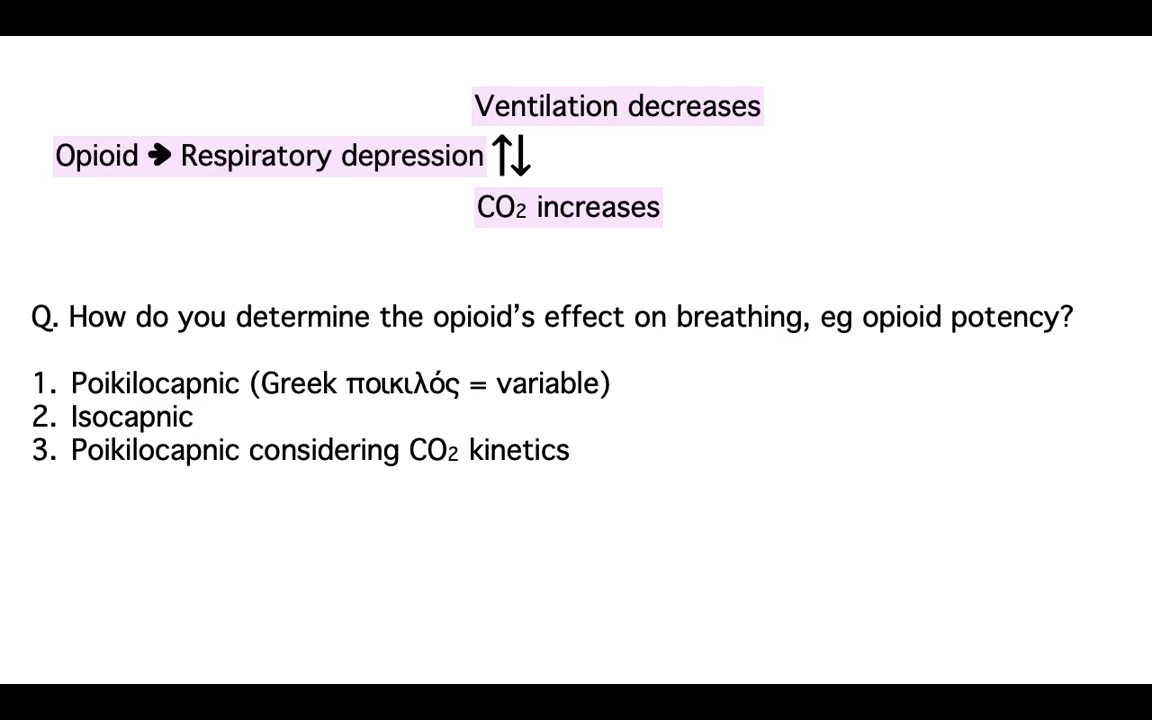 Ventilation decreases
Opioid ➔ Respiratory depression ↑↓
CO₂ increases
Q. How do you determine the opioid's effect on breathing, eg opioid potency?
1. Poikilocapnic (Greek ποικιλός = variable)
2. Isocapnic
3. Poikilocapnic considering CO₂ kinetics